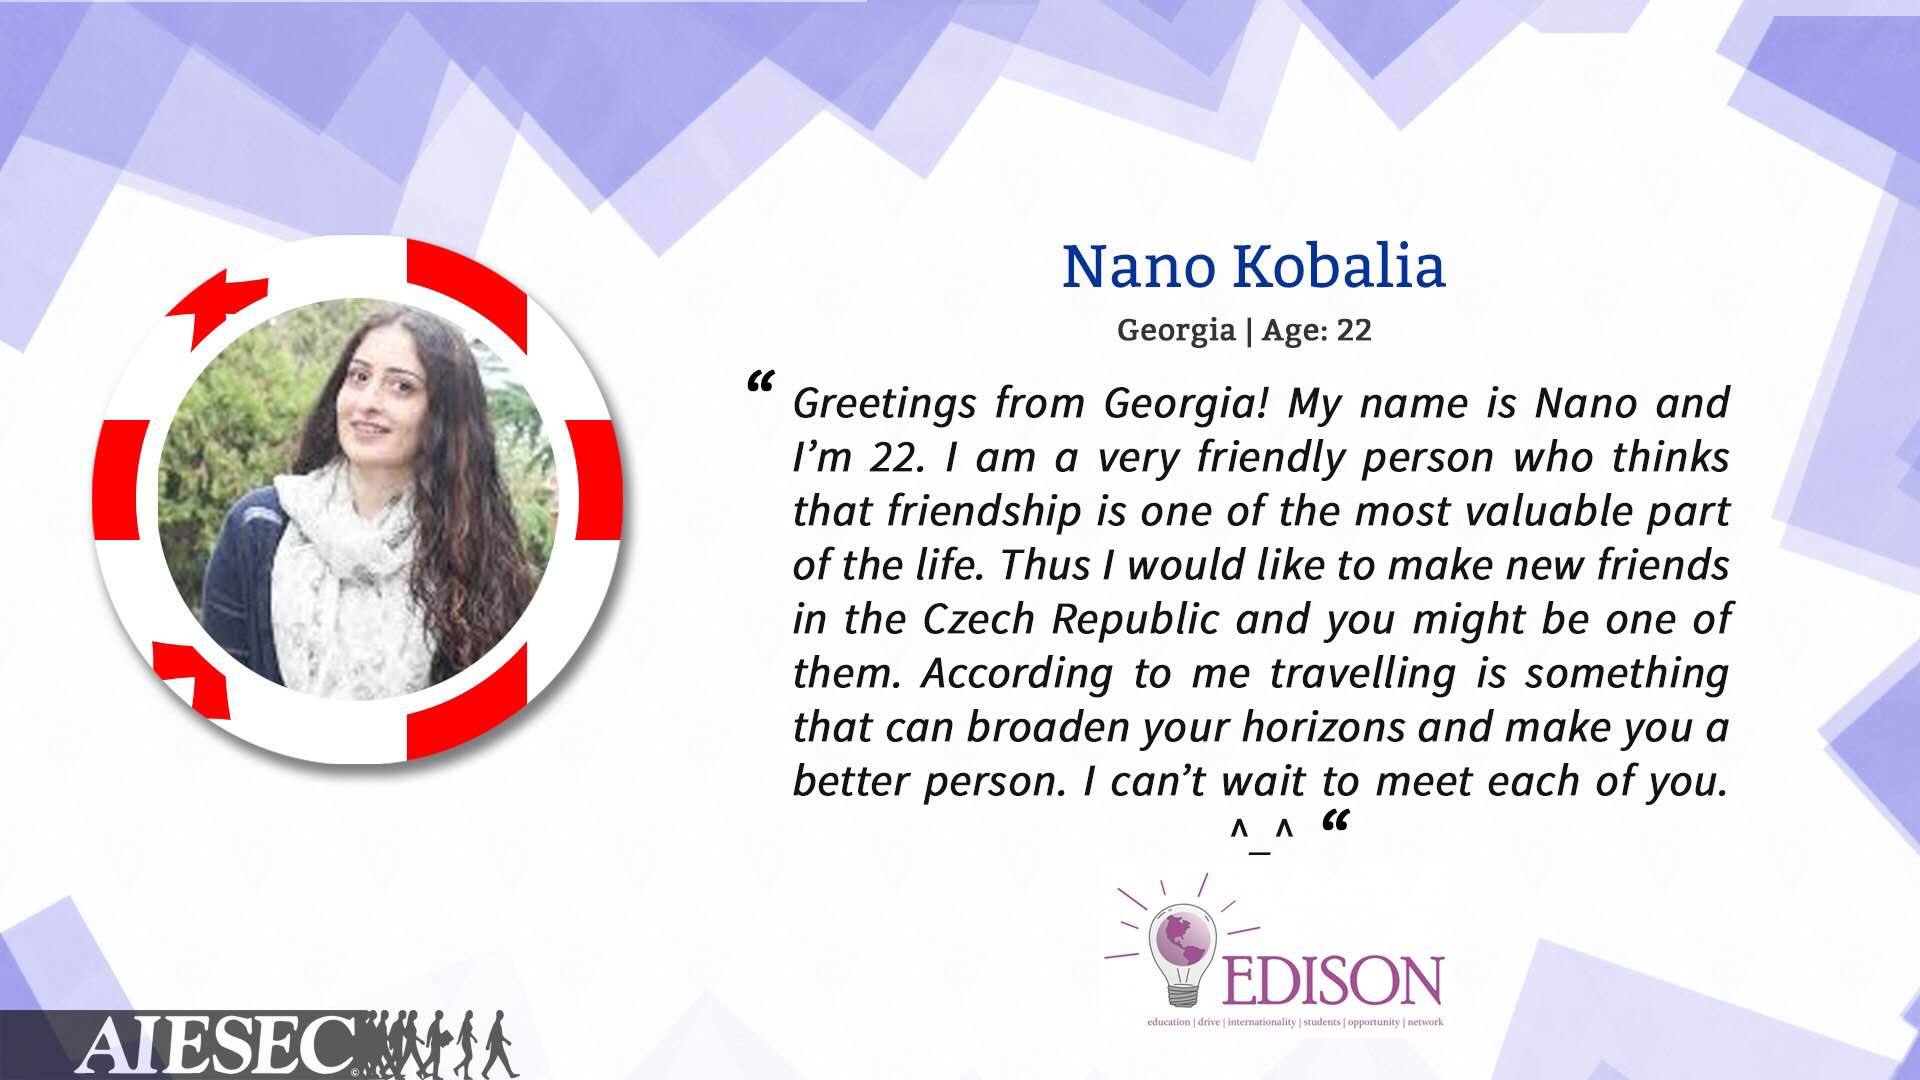 Nano Kobalia
Georgia | Age: 22
“ Greetings from Georgia! My name is Nano and
I’m 22. I am a very friendly person who thinks
that friendship is one of the most valuable part
of the life. Thus I would like to make new friends
in the Czech Republic and you might be one of
them. According to me travelling is something
that can broaden your horizons and make you a
better person. I can’t wait to meet each of you.
^_^ “
EDISON
education | drive | internationality | students | opportunity | network
AIESEC ©